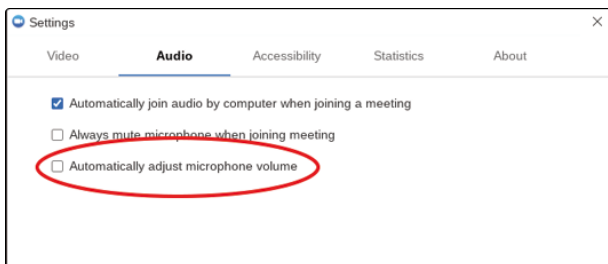 Settings
Video Audio Accessibility Statistics About
Automatically join audio by computer when joining a meeting
Always mute microphone when joining meeting
Automatically adjust microphone volume